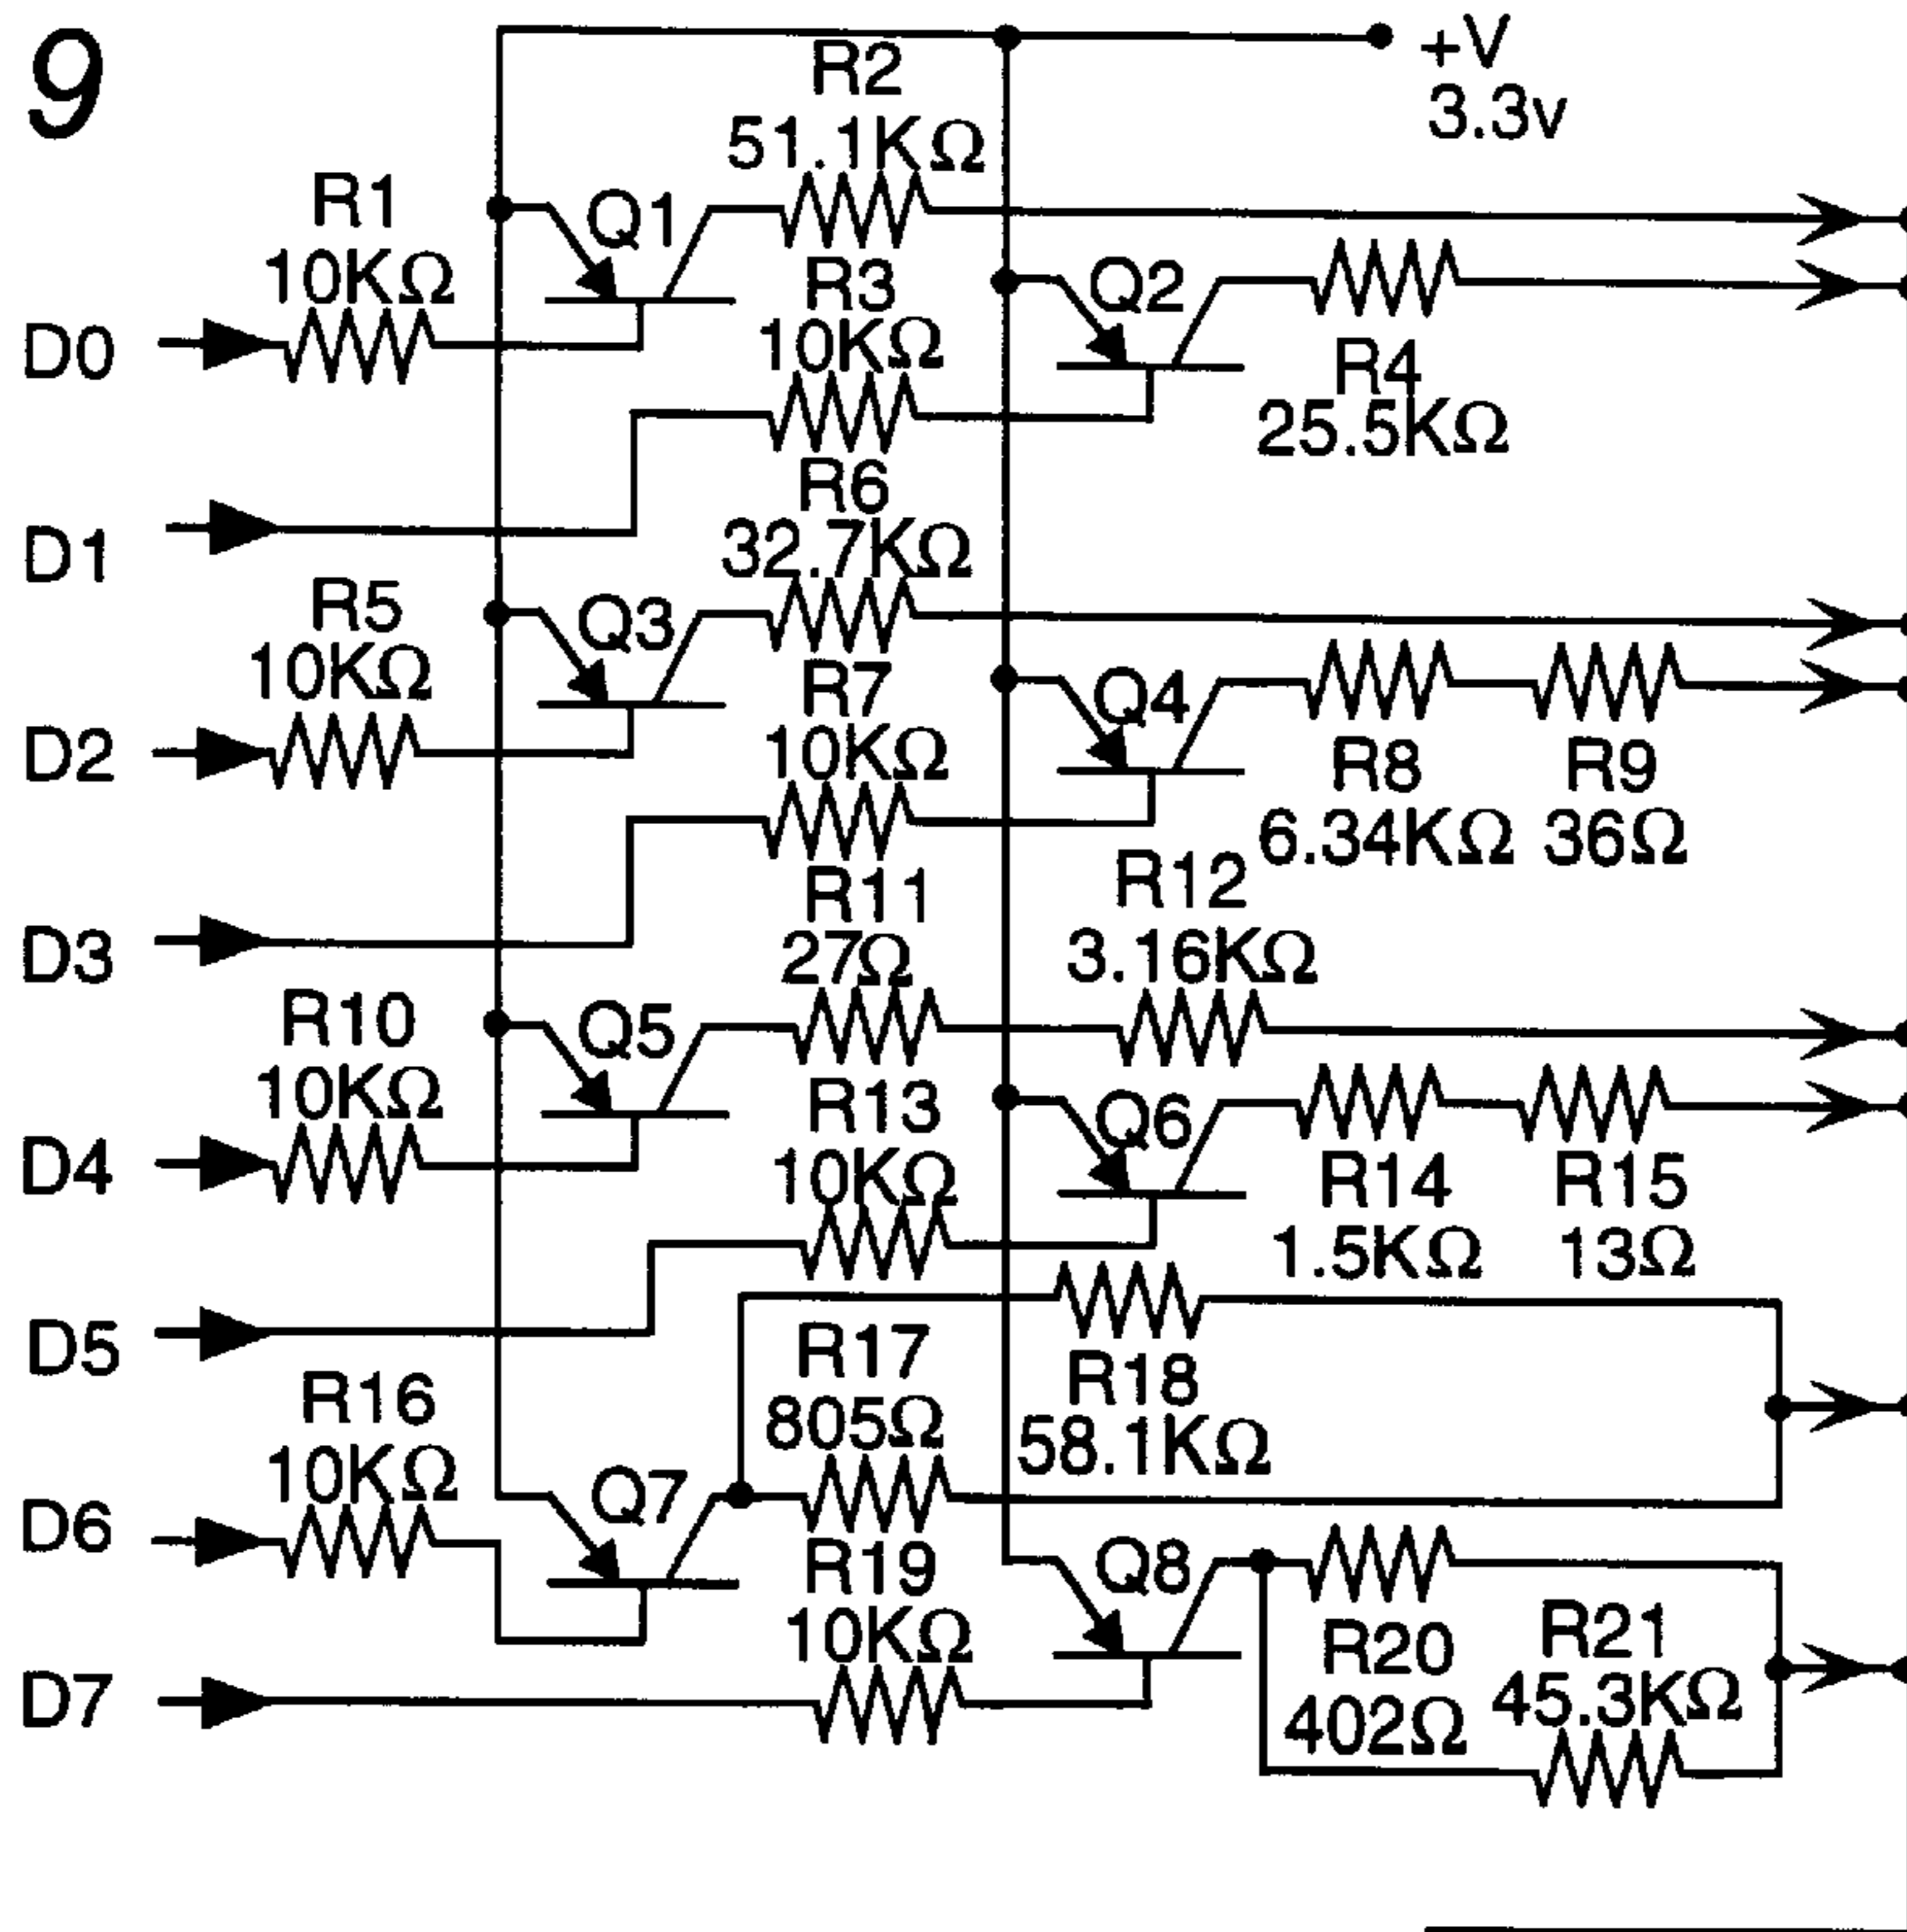 9
+V
3.3v
R2
51.1KΩ
R1
10KΩ
Q1
D0
R3
10KΩ
Q2
R4
25.5KΩ
D1
R6
32.7KΩ
R5
10KΩ
Q3
D2
R7
10KΩ
Q4
R8
6.34KΩ
R9
36Ω
D3
R11
27Ω
R12
3.16KΩ
R10
10KΩ
Q5
D4
R13
10KΩ
Q6
R14
1.5KΩ
R15
13Ω
D5
R17
805Ω
R18
58.1KΩ
R16
10KΩ
Q7
D6
R19
10KΩ
Q8
R20
402Ω
R21
45.3KΩ
D7